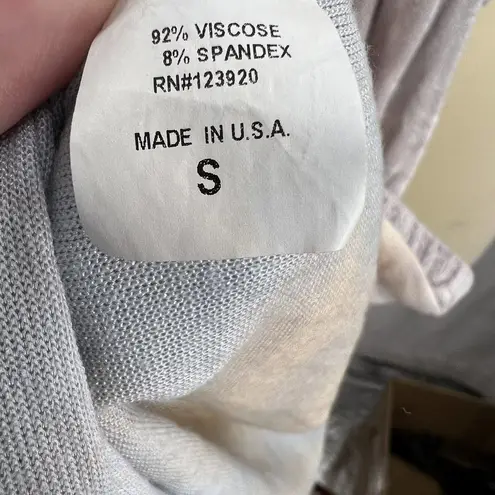 92% VISCOSE
8% SPANDEX
RN#123920
MADE IN U.S.A.
S